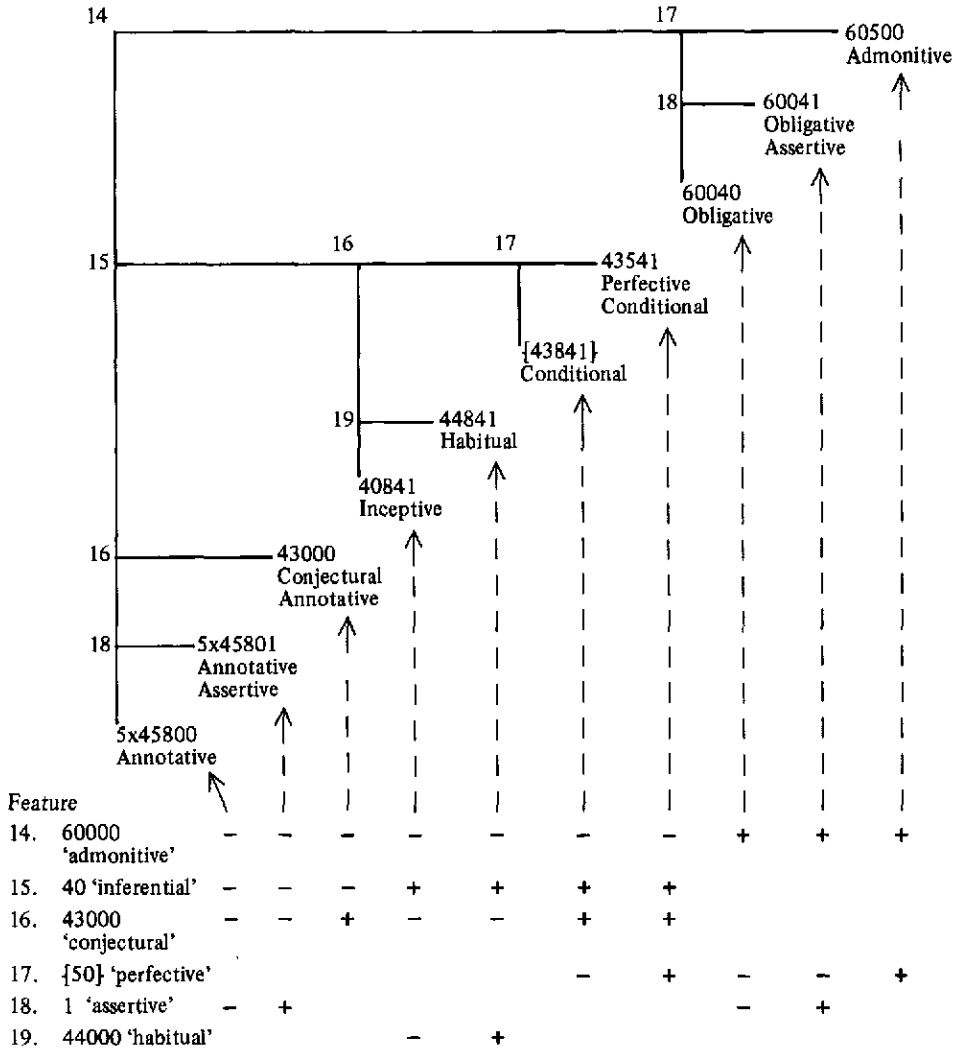 14 17
60500
Admonitive
18 60041
Obligative
Assertive
60040
Obligative
16 17
15 43541
Perfective
Conditional
{43841}
Conditional
19 44841
Habitual
40841
Inceptive
16 43000
Conjectural
Annotative
18 5x45801
Annotative
Assertive
5x45800
Annotative
Feature
14. 60000 – – – – – – – + + +
‘admonitive’
15. 40 ‘inferential’ – – – + + + +
16. 43000 – – + – – + +
‘conjectural’
17. {50} ‘perfective’ – + – – +
18. 1 ‘assertive’ – + – +
19. 44000 ‘habitual’ – +